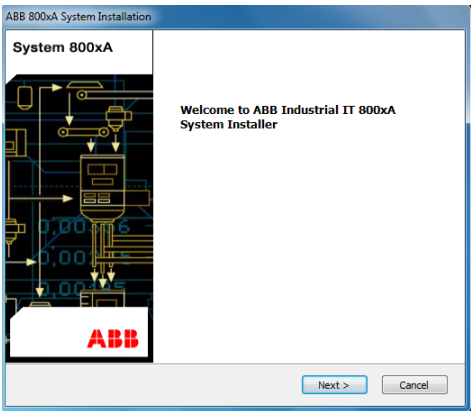 ABB 800xA System Installation
System 800xA
Welcome to ABB Industrial IT 800xA
System Installer
ABB
Next >
Cancel